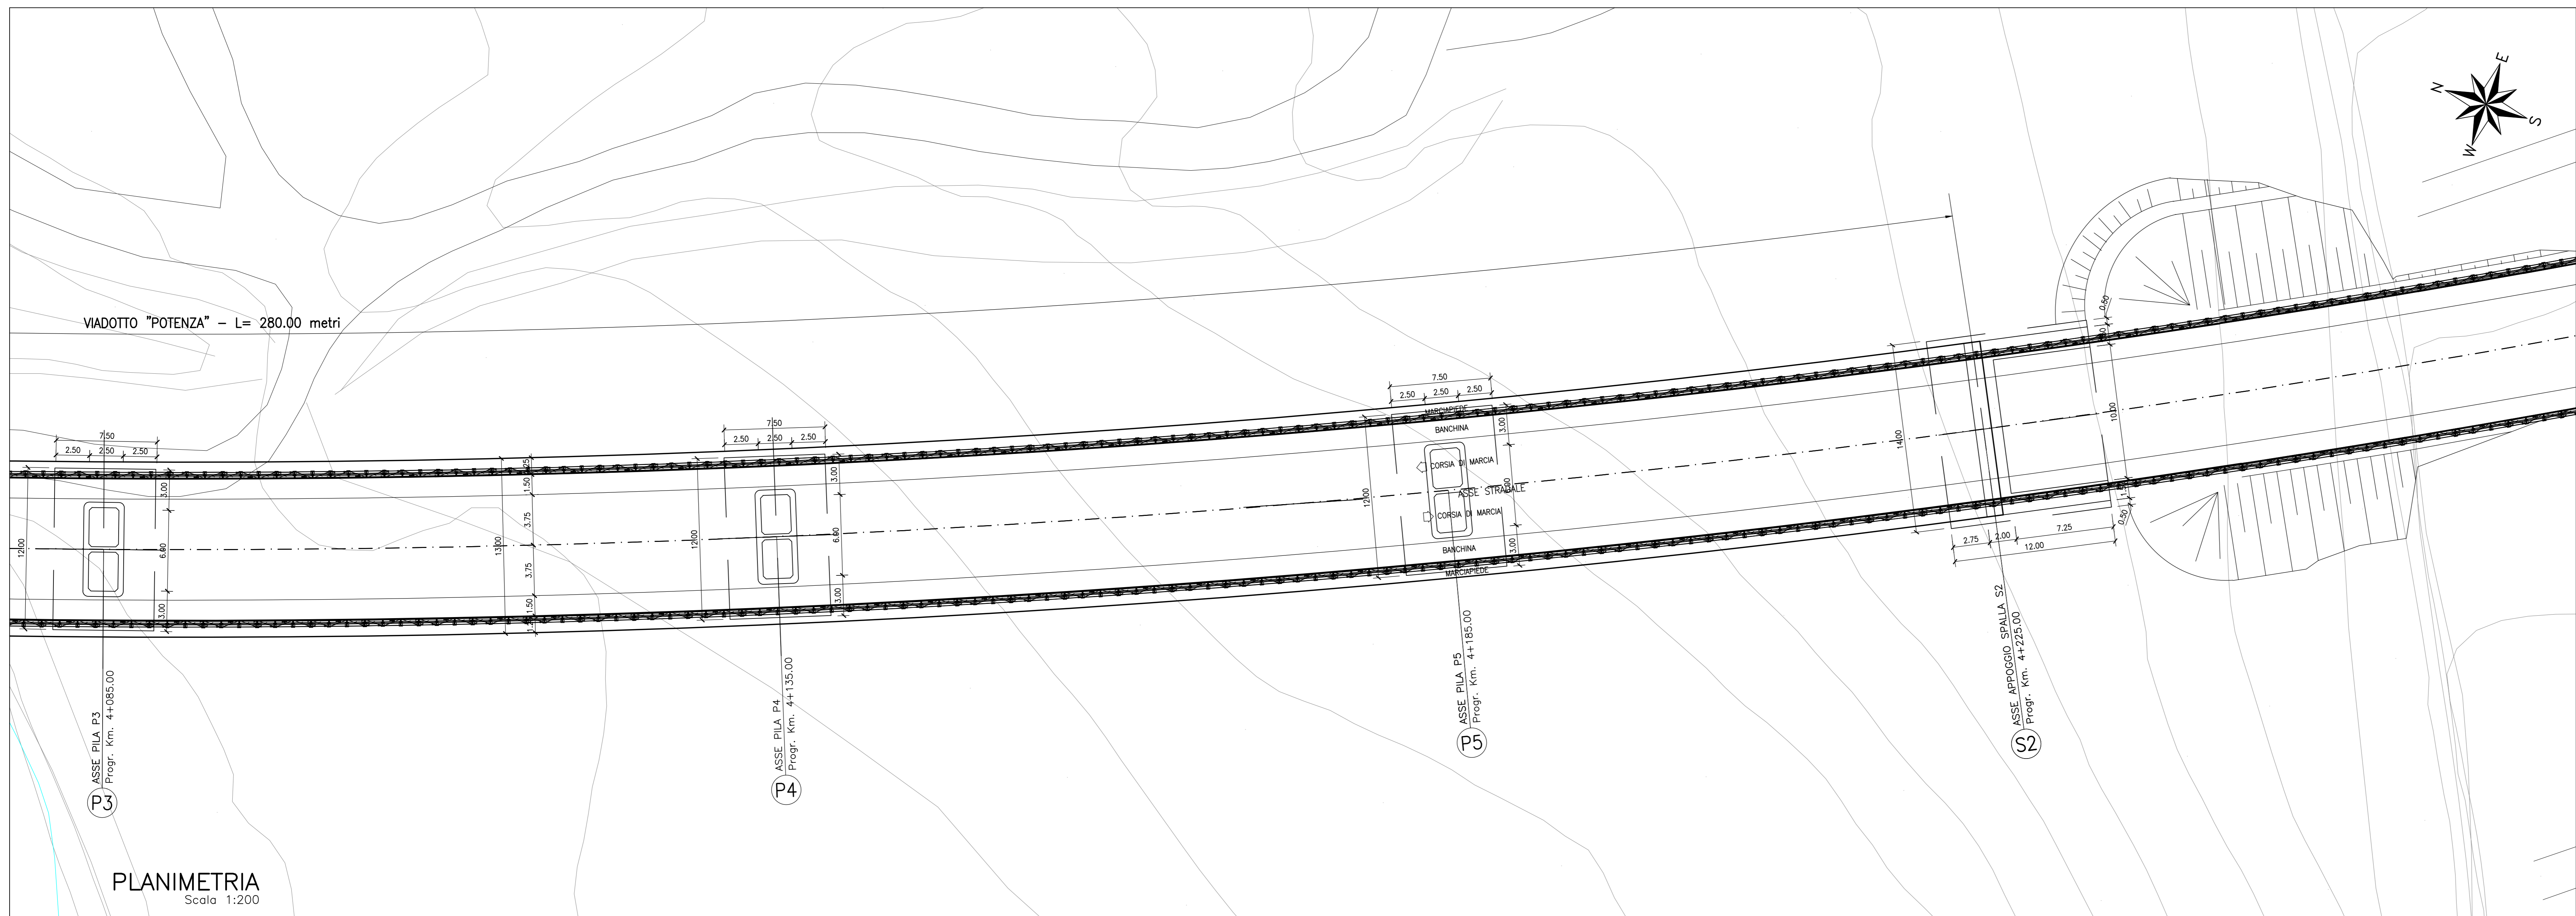 N
E
S
W
VIADOTTO "POTENZA" – L= 280.00 metri
7.50
2.50 2.50 2.50
12.00
3.00
6.90
3.00
13.00
1.50
3.75
3.75
1.50
7.50
2.50 2.50 2.50
12.00
3.00
6.90
3.00
7.50
2.50 2.50 2.50
MARCIAPIEDE
BANCHINA
CORSIA DI MARCIA
ASSE STRADALE
CORSIA DI MARCIA
BANCHINA
MARCIAPIEDE
12.00
3.00
3.00
14.00
0.50
10.00
0.50
2.75 2.00 7.25
12.00
ASSE PILA P3
Progr. Km. 4+085.00
P3
ASSE PILA P4
Progr. Km. 4+135.00
P4
ASSE PILA P5
Progr. Km. 4+185.00
P5
ASSE APPOGGIO SPALLA S2
Progr. Km. 4+225.00
S2
PLANIMETRIA
Scala 1:200